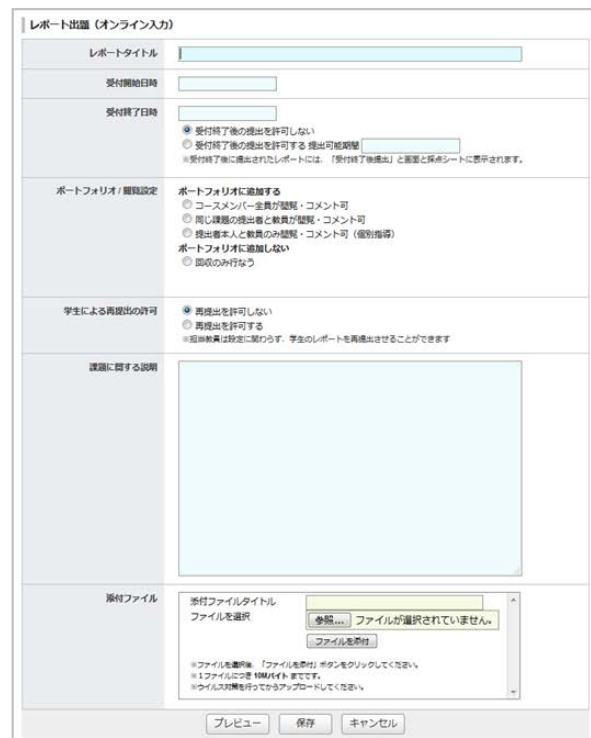 レポート出題（オンライン入力）
レポートタイトル
受付開始日時
受付終了日時
受付終了後の提出を許可しない
受付終了後の提出を許可する 提出可能期間
※受付終了後に提出されたレポートには、「受付終了後提出」と画面と採点シートに表示されます。
ポートフォリオ / 閲覧設定
ポートフォリオに追加する
コースメンバー全員が閲覧・コメント可
同じ課題の提出者と教員が閲覧・コメント可
提出者本人と教員のみ閲覧・コメント可（個別指導）
ポートフォリオに追加しない
回収のみ行なう
学生による再提出の許可
再提出を許可しない
再提出を許可する
※担当教員は設定に関わらず、学生のレポートを再提出させることができます
課題に関する説明
添付ファイル
添付ファイルタイトル
ファイルを選択
参照... ファイルが選択されていません。
ファイルを添付
※ファイルを選択後、「ファイルを添付」ボタンをクリックしてください。
※１ファイルにつき 10Mバイト までです。
※ウイルス対策を行ってからアップロードしてください。
プレビュー 保存 キャンセル